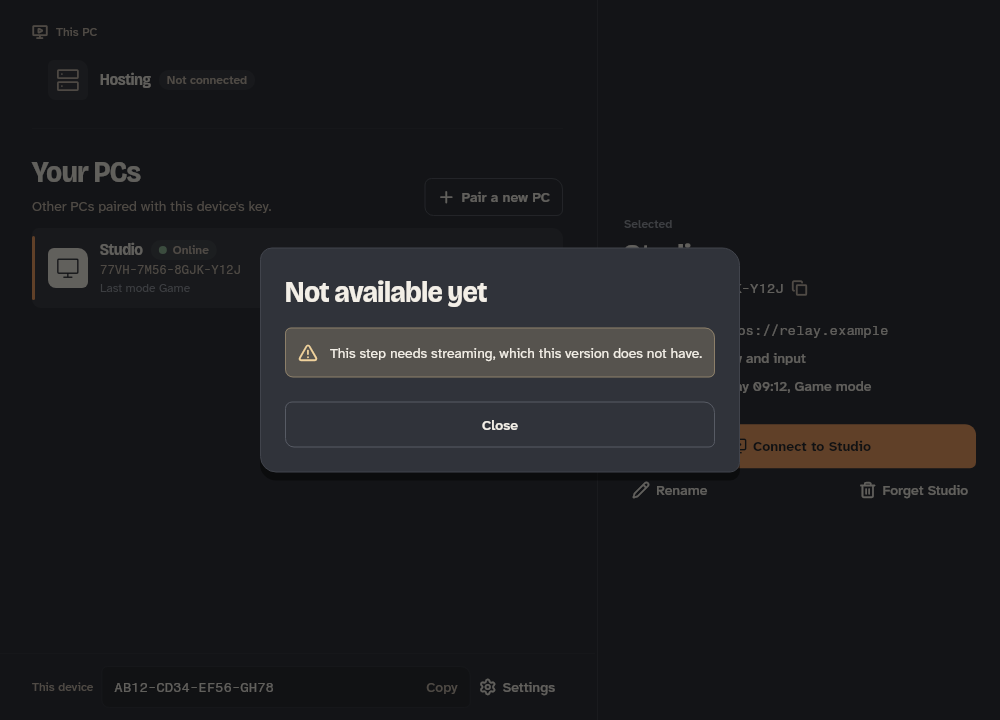 This PC
Hosting Not connected
Your PCs
Other PCs paired with this device's key.
Pair a new PC
Studio Online
77VH-7M56-8GJK-Y12J
Last mode Game
Selected
Not available yet
This step needs streaming, which this version does not have.
Close
-Y12J
ps://relay.example
and input
09:12, Game mode
Connect to Studio
Rename
Forget Studio
This device AB12-CD34-EF56-GH78 Copy Settings